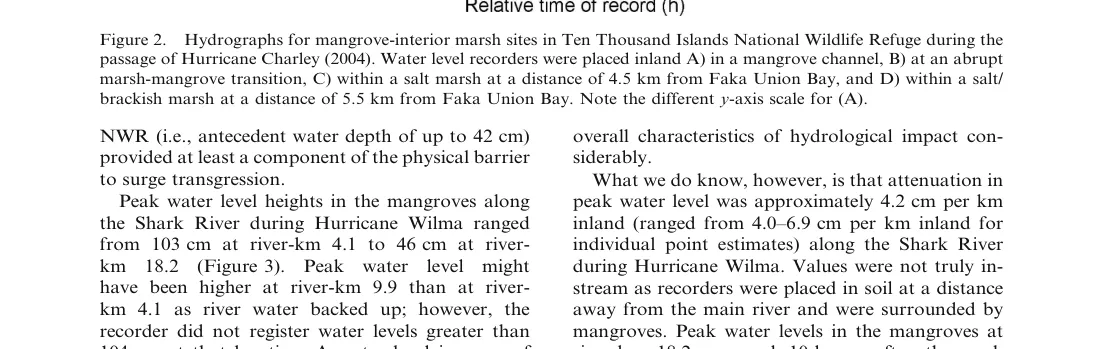 Relative time of record (h)
Figure 2. Hydrographs for mangrove-interior marsh sites in Ten Thousand Islands National Wildlife Refuge during the
passage of Hurricane Charley (2004). Water level recorders were placed inland A) in a mangrove channel, B) at an abrupt
marsh-mangrove transition, C) within a salt marsh at a distance of 4.5 km from Faka Union Bay, and D) within a salt/
brackish marsh at a distance of 5.5 km from Faka Union Bay. Note the different y-axis scale for (A).
NWR (i.e., antecedent water depth of up to 42 cm)
provided at least a component of the physical barrier
to surge transgression.
Peak water level heights in the mangroves along
the Shark River during Hurricane Wilma ranged
from 103 cm at river-km 4.1 to 46 cm at river-
km 18.2 (Figure 3). Peak water level might
have been higher at river-km 9.9 than at river-
km 4.1 as river water backed up; however, the
recorder did not register water levels greater than
overall characteristics of hydrological impact con-
siderably.
What we do know, however, is that attenuation in
peak water level was approximately 4.2 cm per km
inland (ranged from 4.0–6.9 cm per km inland for
individual point estimates) along the Shark River
during Hurricane Wilma. Values were not truly in-
stream as recorders were placed in soil at a distance
away from the main river and were surrounded by
mangroves. Peak water levels in the mangroves at